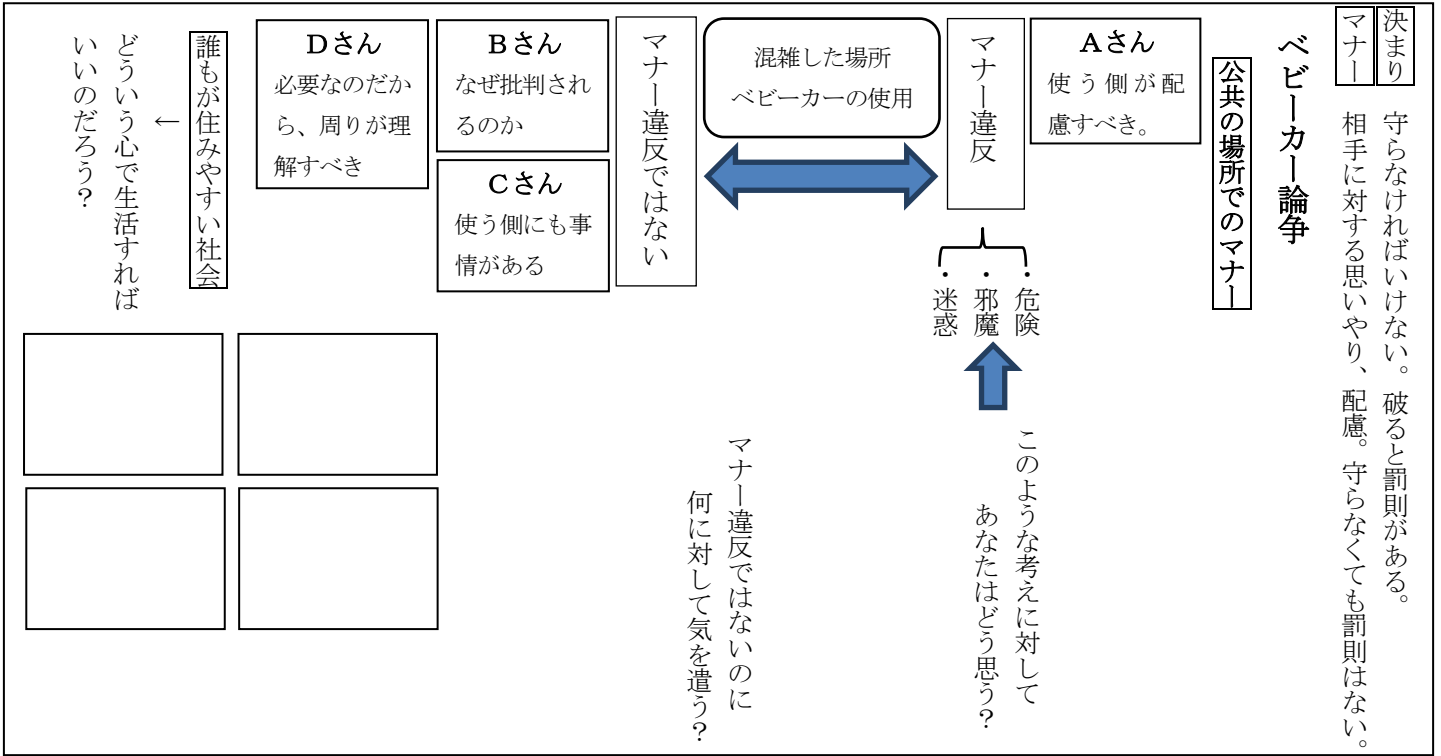 決まり　守らなければいけない。破ると罰則がある。
マナー　相手に対する思いやり、配慮。守らなくても罰則はない。
ベビーカー論争
公共の場所でのマナー
Aさん
使う側が配
慮すべき。
マナー違反
・危険
・邪魔
・迷惑
このような考えに対して
あなたはどう思う？
混雑した場所
ベビーカーの使用
マナー違反ではない
マナー違反ではないのに
何に対して気を遣う？
Bさん
なぜ批判され
るのか
Cさん
使う側にも事
情がある
Dさん
必要なのだか
ら、周りが理
解すべき
誰もが住みやすい社会
←
どういう心で生活すれば
いいのだろう？